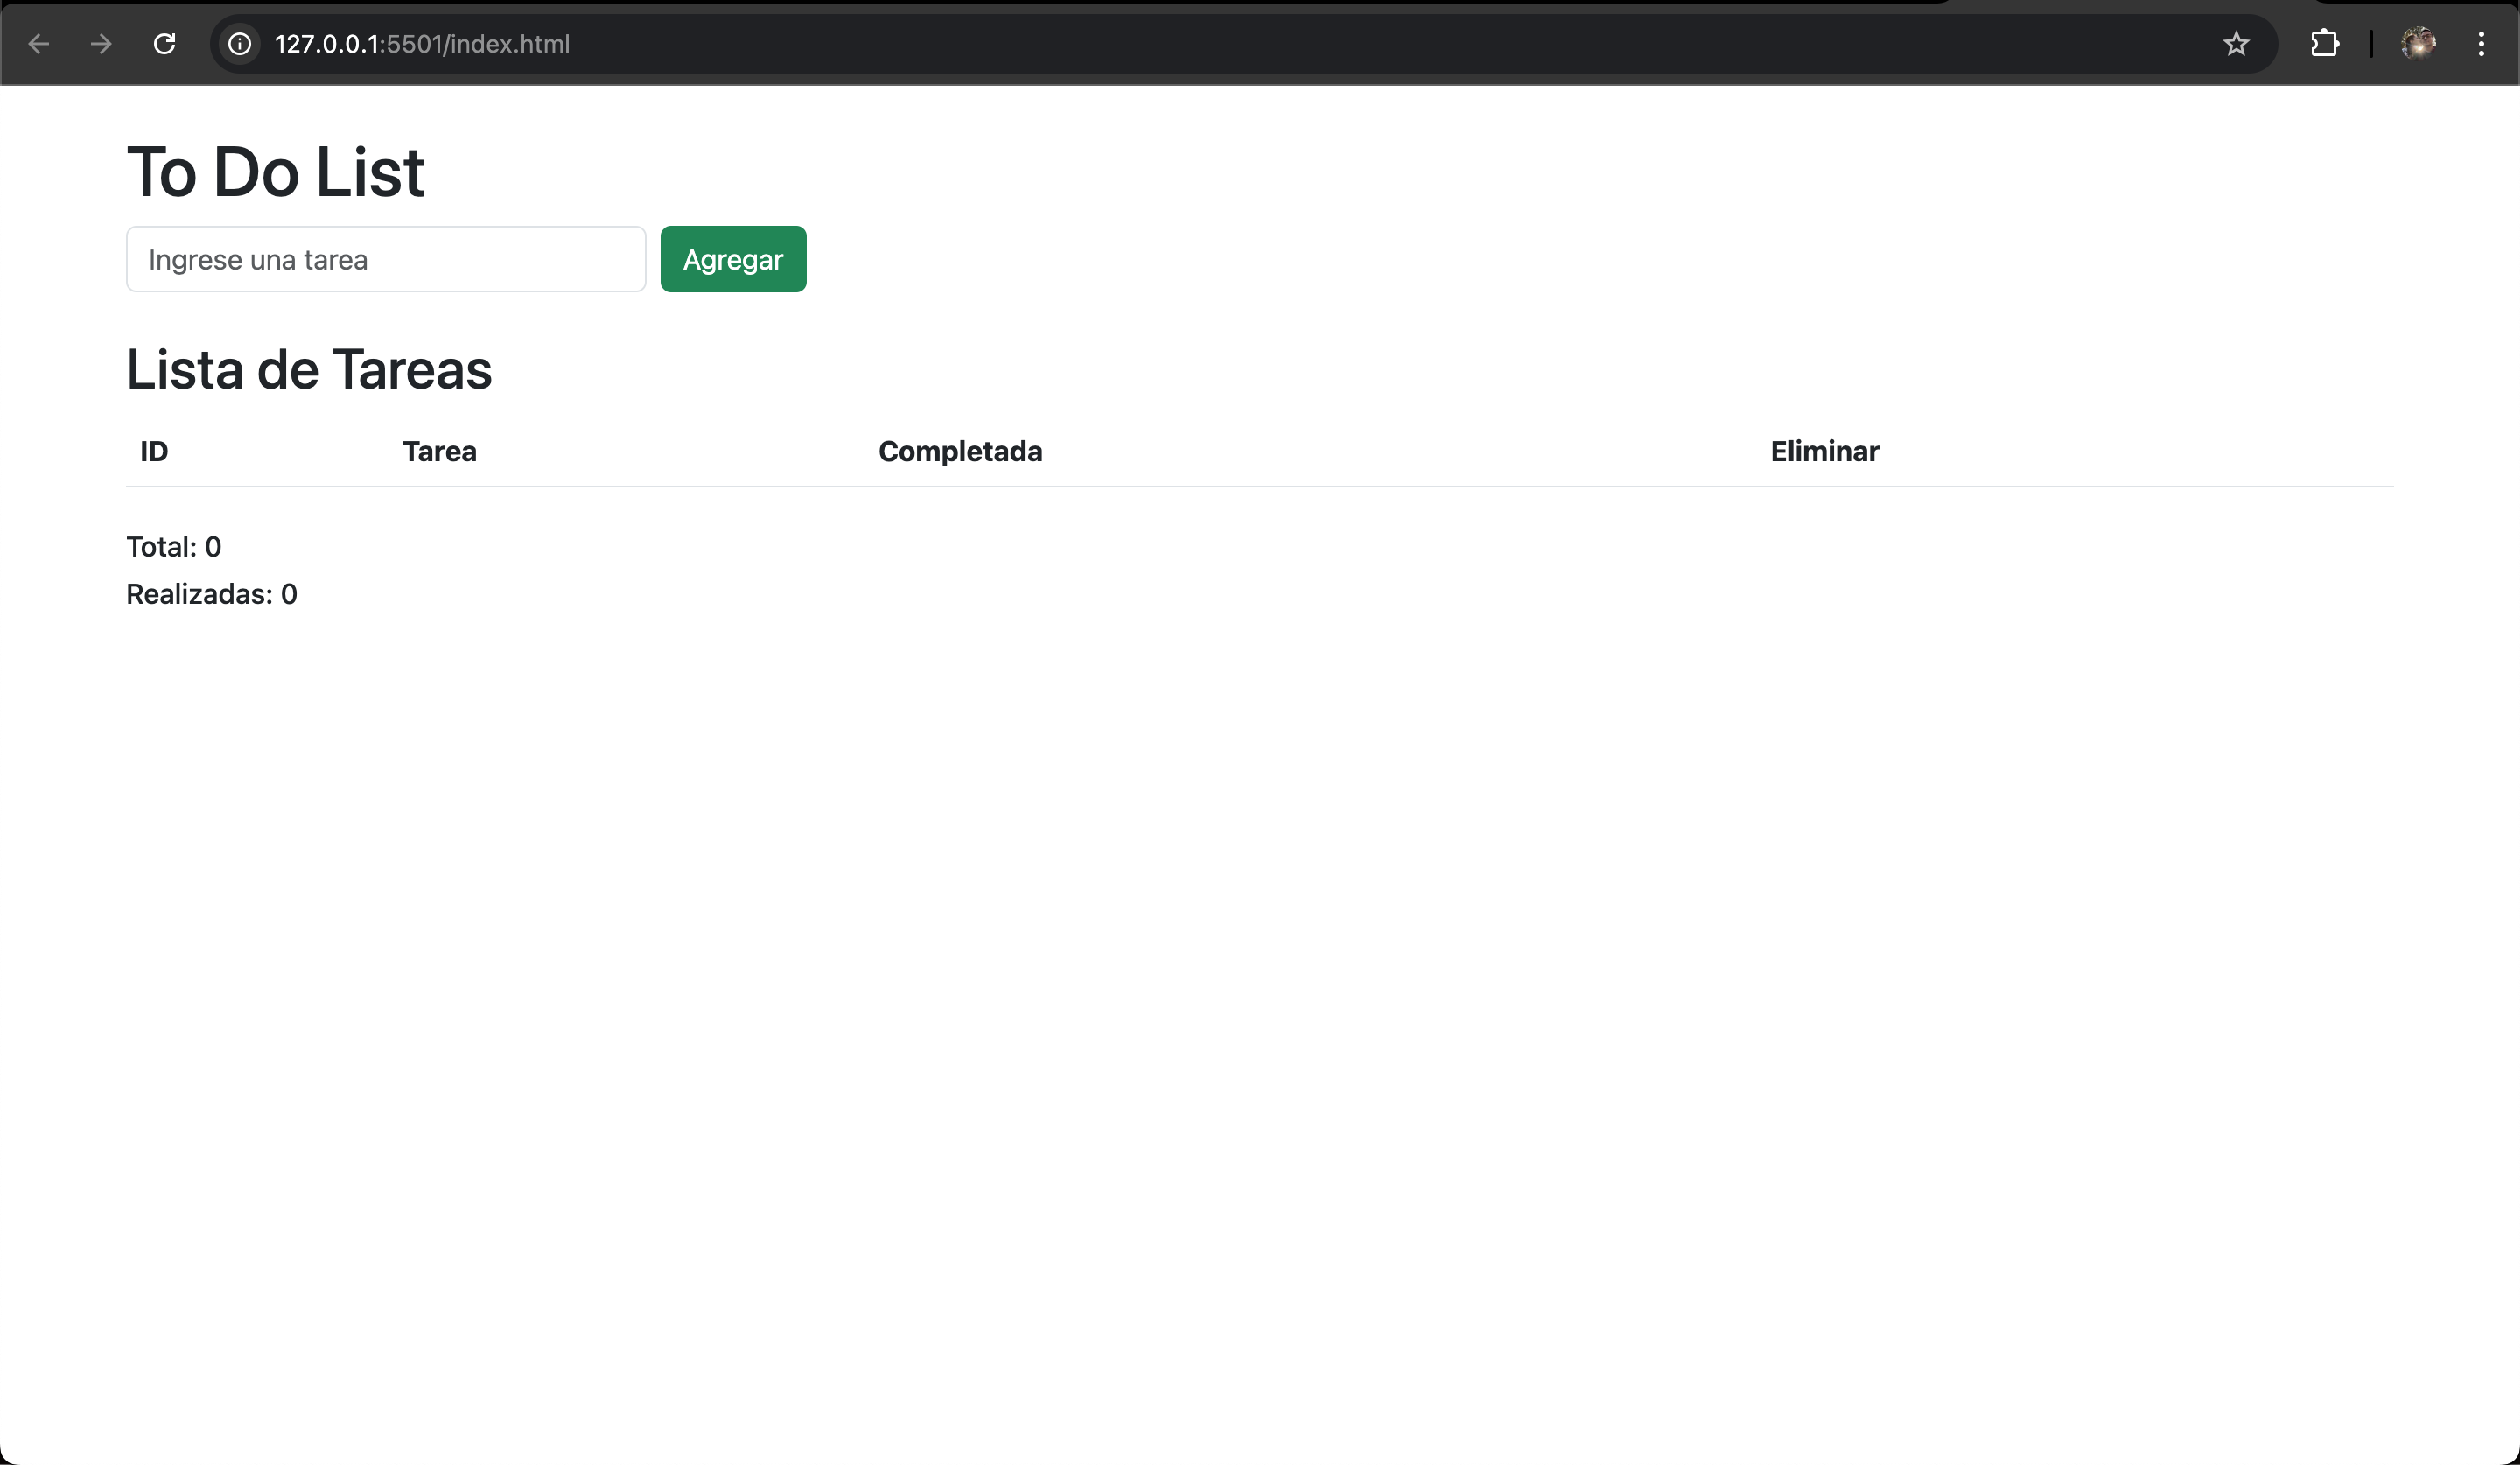 127.0.0.1:5501/index.html
To Do List
Ingrese una tarea Agregar
Lista de Tareas
ID Tarea Completada Eliminar
Total: 0
Realizadas: 0